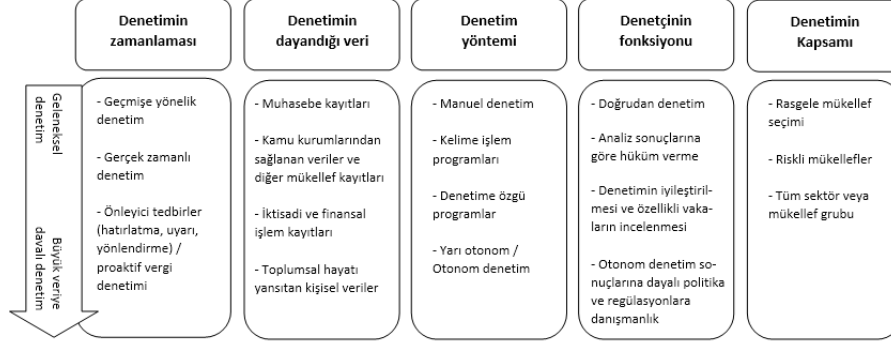 Denetimin
zamanlaması
Denetimin
dayandığı veri
Denetim
yöntemi
Denetçinin
fonksiyonu
Denetimin
Kapsamı
Geleneksel
denetim
Büyük veriye
dayalı denetim
- Geçmişe yönelik
denetim
- Gerçek zamanlı
denetim
- Önleyici tedbirler
(hatırlatma, uyarı,
yönlendirme) /
proaktif vergi
denetimi
- Muhasebe kayıtları
- Kamu kurumlarından
sağlanan veriler ve
diğer mükellef kayıtları
- İktisadi ve finansal
işlem kayıtları
- Toplumsal hayatı
yansıtan kişisel veriler
- Manuel denetim
- Kelime işlem
programları
- Denetime özgü
programlar
- Yarı otonom /
Otonom denetim
- Doğrudan denetim
- Analiz sonuçlarına
göre hüküm verme
- Denetimin iyileştiril-
mesi ve özellikli vaka-
ların incelenmesi
- Otonom denetim so-
nuçlarına dayalı politika
ve regülasyonlara
danışmanlık
- Rasgele mükellef
seçimi
- Riskli mükellefler
- Tüm sektör veya
mükellef grubu